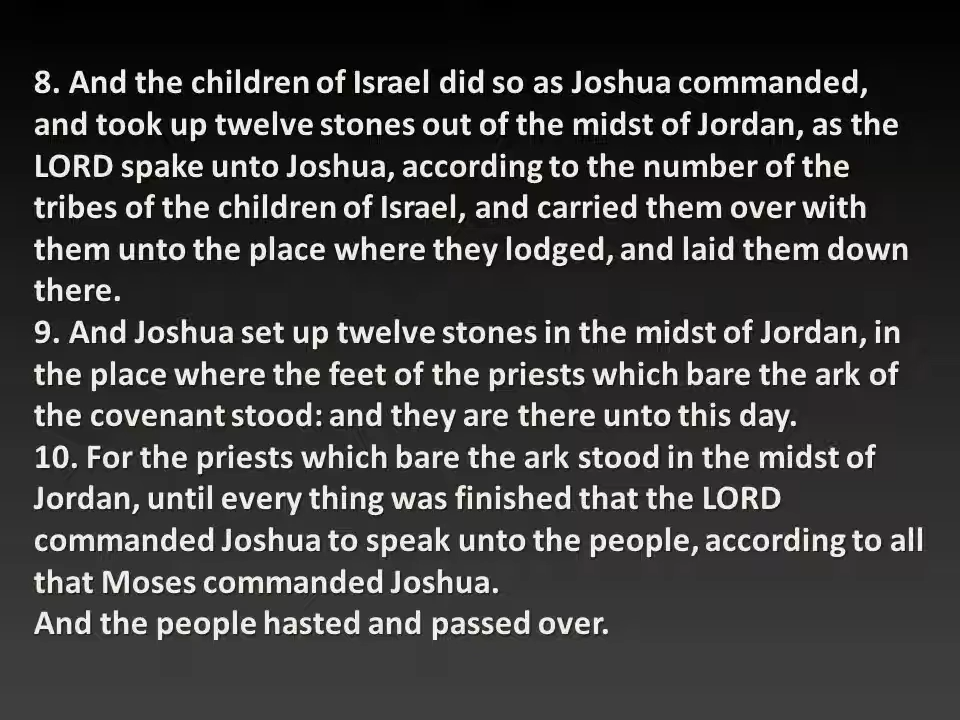 8. And the children of Israel did so as Joshua commanded,
and took up twelve stones out of the midst of Jordan, as the
LORD spake unto Joshua, according to the number of the
tribes of the children of Israel, and carried them over with
them unto the place where they lodged, and laid them down
there.
9. And Joshua set up twelve stones in the midst of Jordan, in
the place where the feet of the priests which bare the ark of
the covenant stood: and they are there unto this day.
10. For the priests which bare the ark stood in the midst of
Jordan, until every thing was finished that the LORD
commanded Joshua to speak unto the people, according to all
that Moses commanded Joshua.
And the people hasted and passed over.